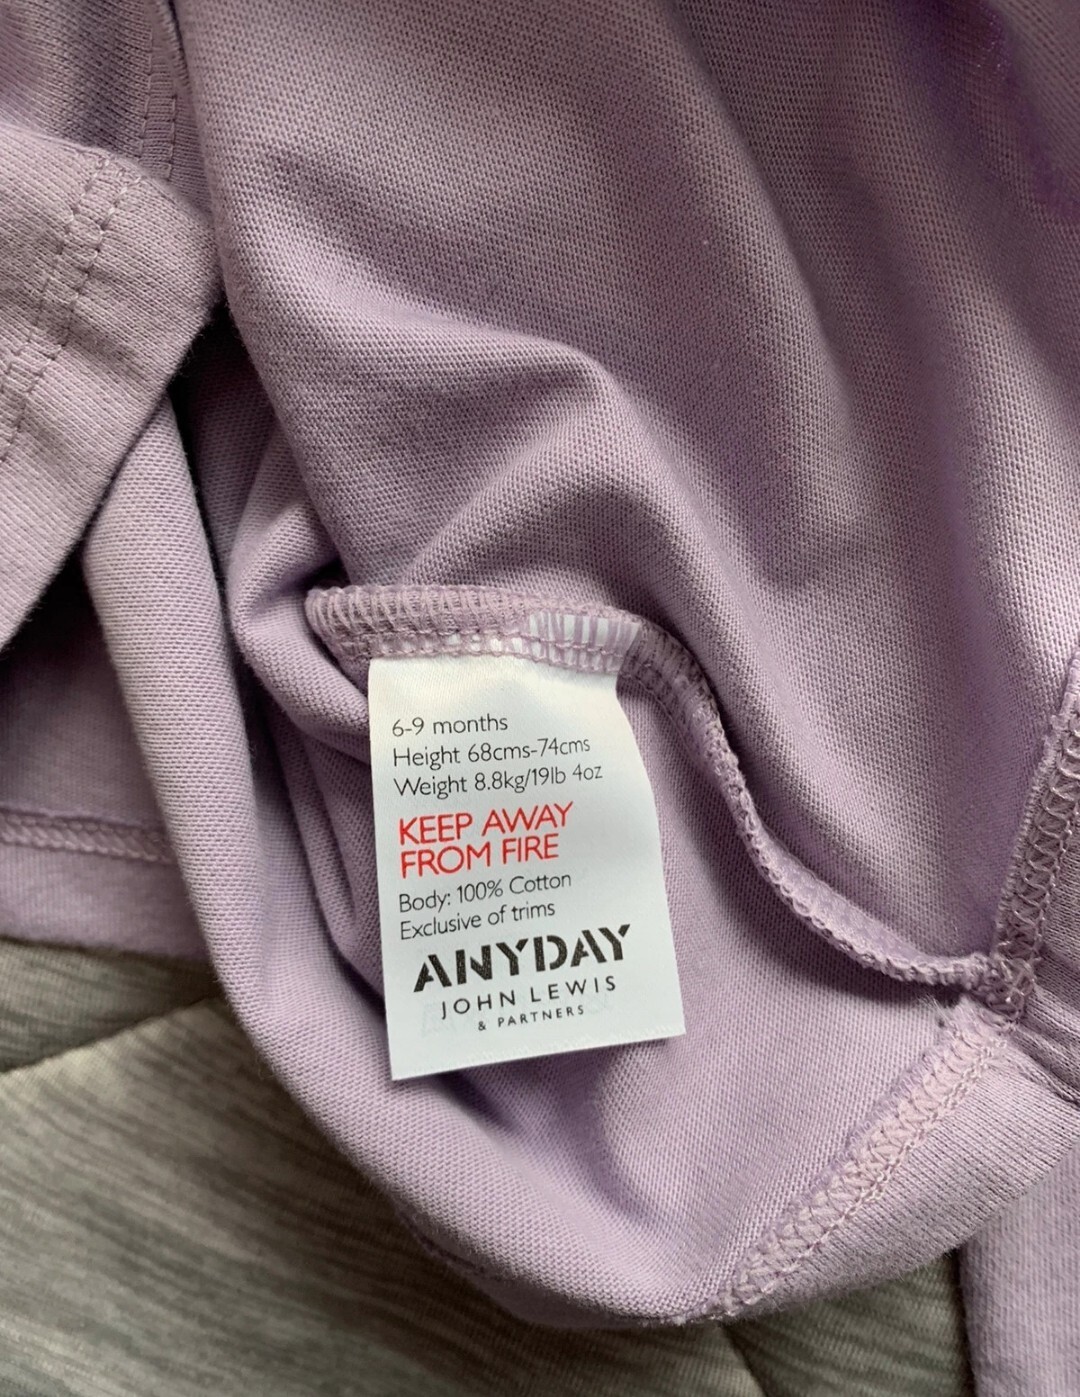 6-9 months
Height 68cms-74cms
Weight 8.8kg/19lb 4oz
KEEP AWAY
FROM FIRE
Body: 100% Cotton
Exclusive of trims
ANYDAY
JOHN LEWIS
& PARTNERS